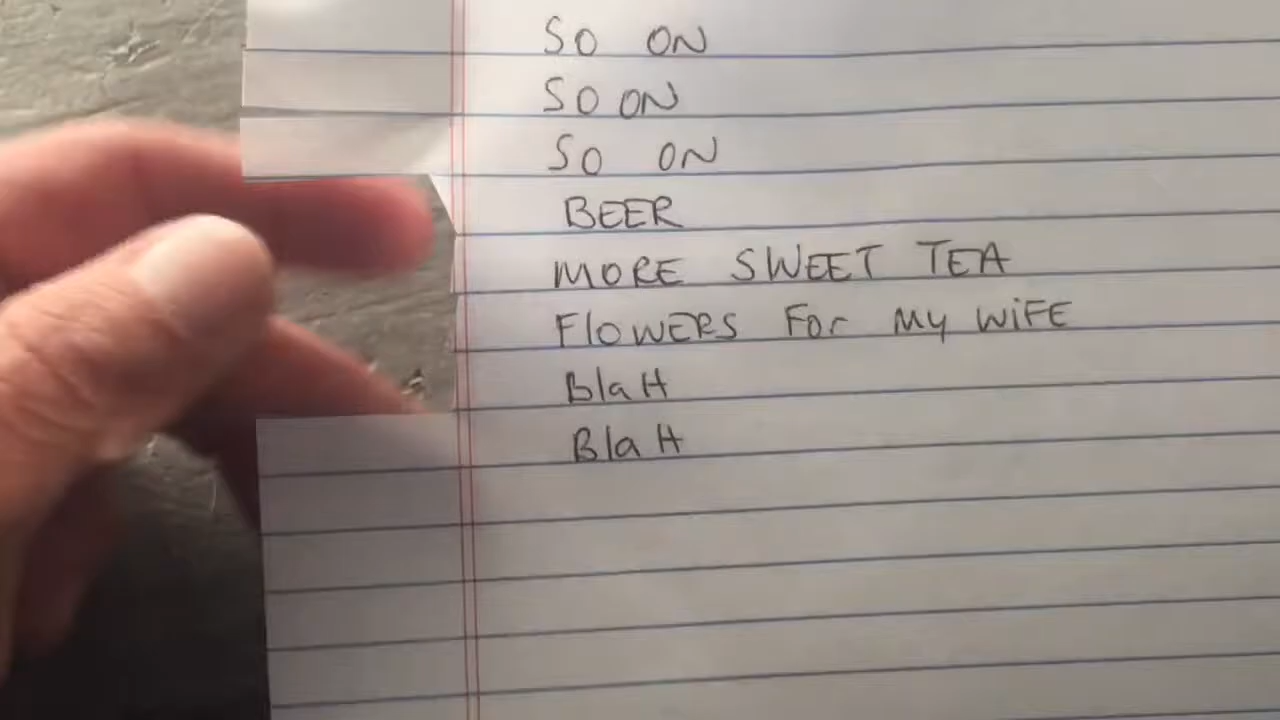 SO ON
SO ON
SO ON
BEER
MORE SWEET TEA
FlOWERS For My WiFE
BlaH
BlaH